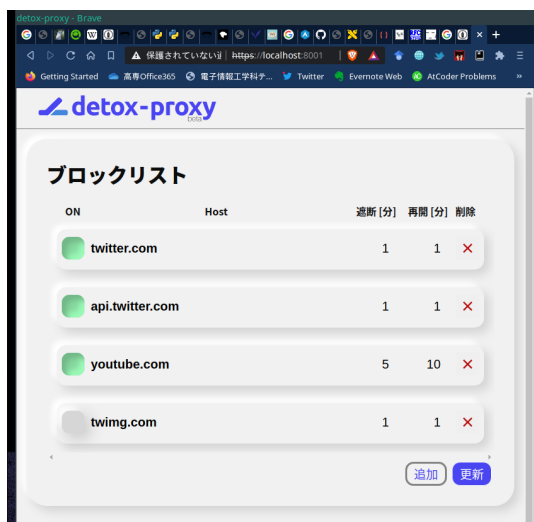 detox-proxy - Brave
保護されていない https://localhost:8001
Getting Started 高専Office365 電子情報工学科テ... Twitter Evernote Web AtCoder Problems »
detox-proxy
beta
ブロックリスト
ON Host 遮断 [分] 再開 [分] 削除
twitter.com 1 1 ×
api.twitter.com 1 1 ×
youtube.com 5 10 ×
twimg.com 1 1 ×
追加 更新